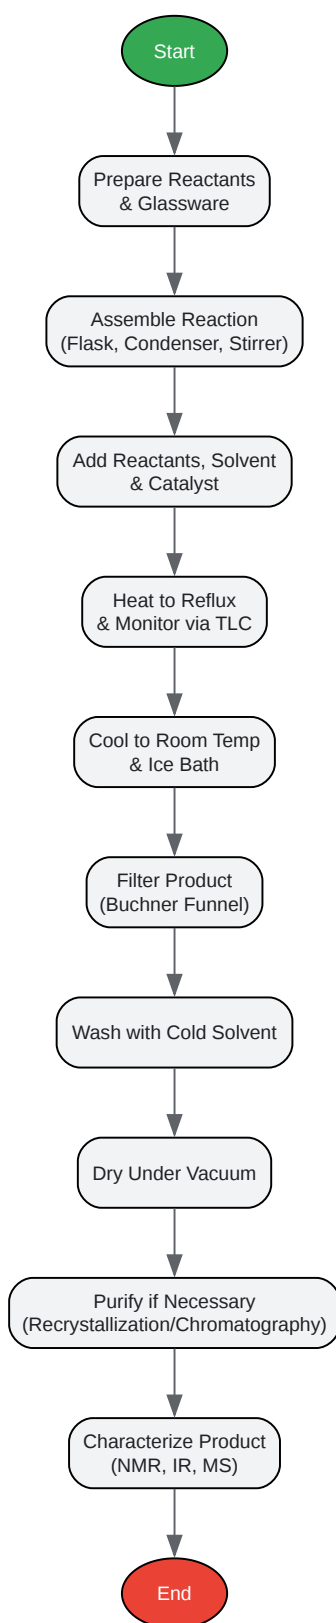 Start
Prepare Reactants
& Glassware
Assemble Reaction
(Flask, Condenser, Stirrer)
Add Reactants, Solvent
& Catalyst
Heat to Reflux
& Monitor via TLC
Cool to Room Temp
& Ice Bath
Filter Product
(Buchner Funnel)
Wash with Cold Solvent
Dry Under Vacuum
Purify if Necessary
(Recrystallization/Chromatography)
Characterize Product
(NMR, IR, MS)
End